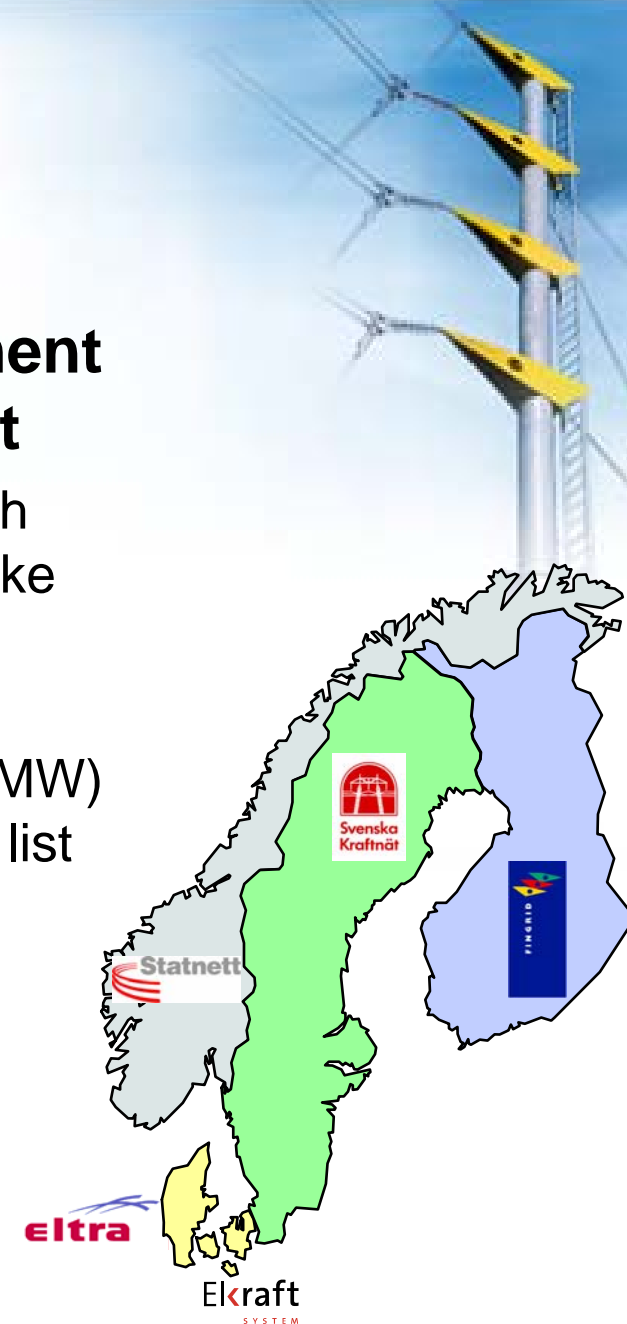 nent
t
h
ke
MW)
list
Svenska
Kraftnät
FINGRID
Statnett
eltra
Elkraft
SYSTEM